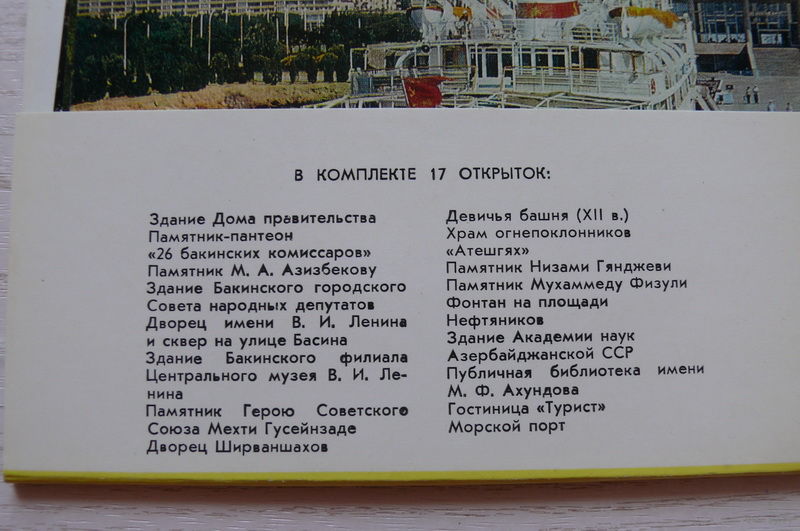 В КОМПЛЕКТЕ 17 ОТКРЫТОК:
Здание Дома правительства
Памятник-пантеон
«26 бакинских комиссаров»
Памятник М. А. Азизбекову
Здание Бакинского городского
Совета народных депутатов
Дворец имени В. И. Ленина
и сквер на улице Басина
Здание Бакинского филиала
Центрального музея В. И. Ле-
нина
Памятник Герою Советского
Союза Мехти Гусейнзаде
Дворец Ширваншахов
Девичья башня (XII в.)
Храм огнепоклонников
«Атешгях»
Памятник Низами Гянджеви
Памятник Мухаммеду Физули
Фонтан на площади
Нефтяников
Здание Академии наук
Азербайджанской ССР
Публичная библиотека имени
М. Ф. Ахундова
Гостиница «Турист»
Морской порт